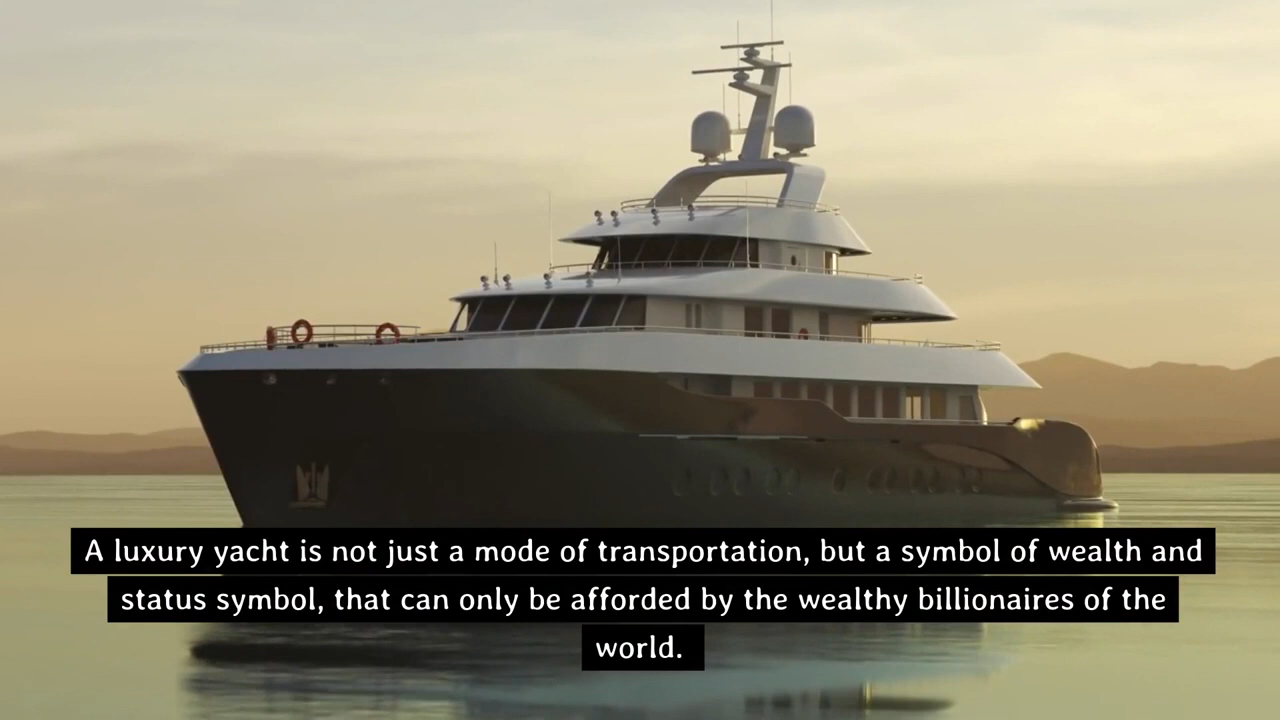 A luxury yacht is not just a mode of transportation, but a symbol of wealth and
status symbol, that can only be afforded by the wealthy billionaires of the
world.